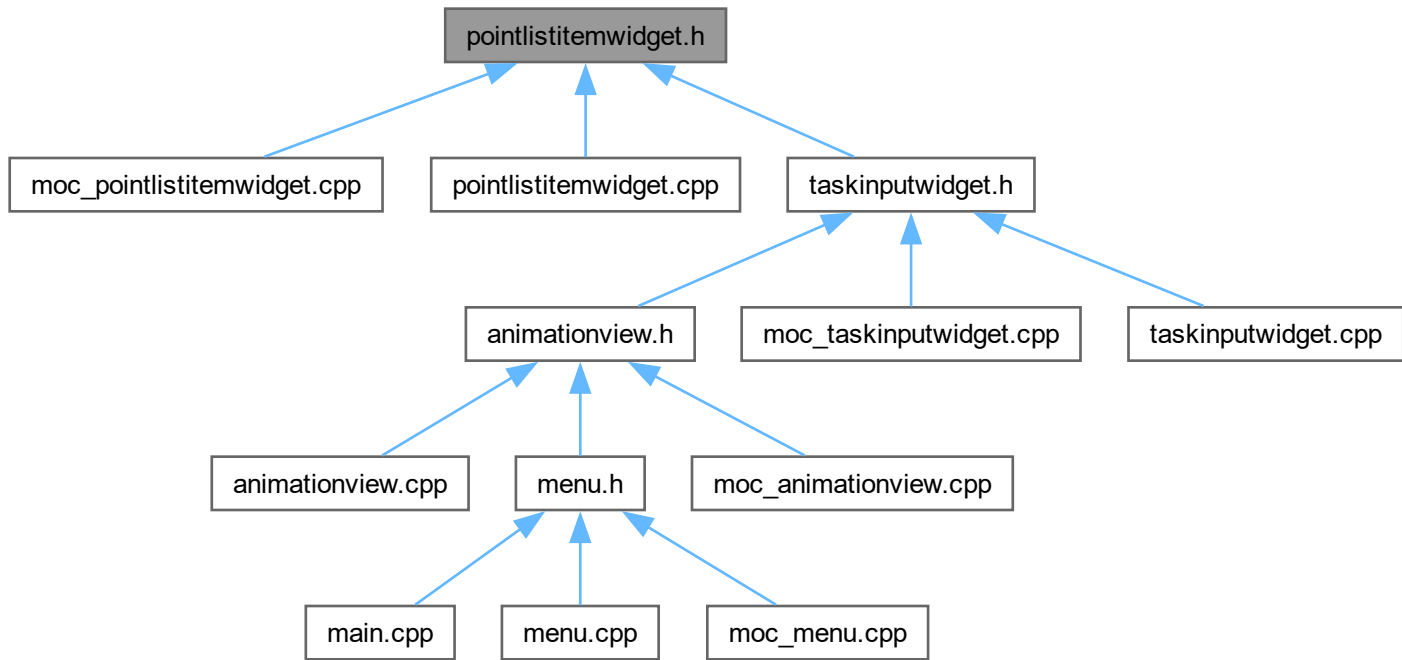 pointlistitemwidget.h
moc_pointlistitemwidget.cpp
pointlistitemwidget.cpp
taskinputwidget.h
animationview.h
moc_taskinputwidget.cpp
taskinputwidget.cpp
animationview.cpp
menu.h
moc_animationview.cpp
main.cpp
menu.cpp
moc_menu.cpp